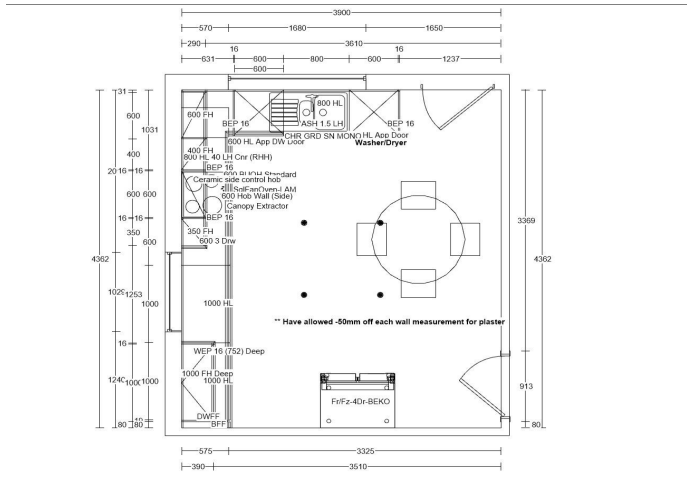 3900
570 1680 1650
290 3610
16 16
631 600 800 600 1237
600
31
600
1031
400
16 16
600 600
16 16
350
600
4362
1253
1000
16
1000
80 80
600 FH
BEP 16
800 HL
ASH 1.5 LH
BEP 16
CHR GRD SN MONO HL App Door
600 HL App DW Door
Washer/Dryer
400 FH
800 HL 40 LH Cnr (RHH)
BEP 16
Ceramic side control hob
600 Hob Wall (Side)
Canopy Extractor
BEP 16
350 FH
600 3 Drw
3369
4362
1000 HL
** Have allowed -50mm off each wall measurement for plaster
WEP 16 (752) Deep
1000 FH Deep
1000 HL
Fr/Fz-4Dr-BEKO
913
DWFF
BFF
80
575 3325
390 3510